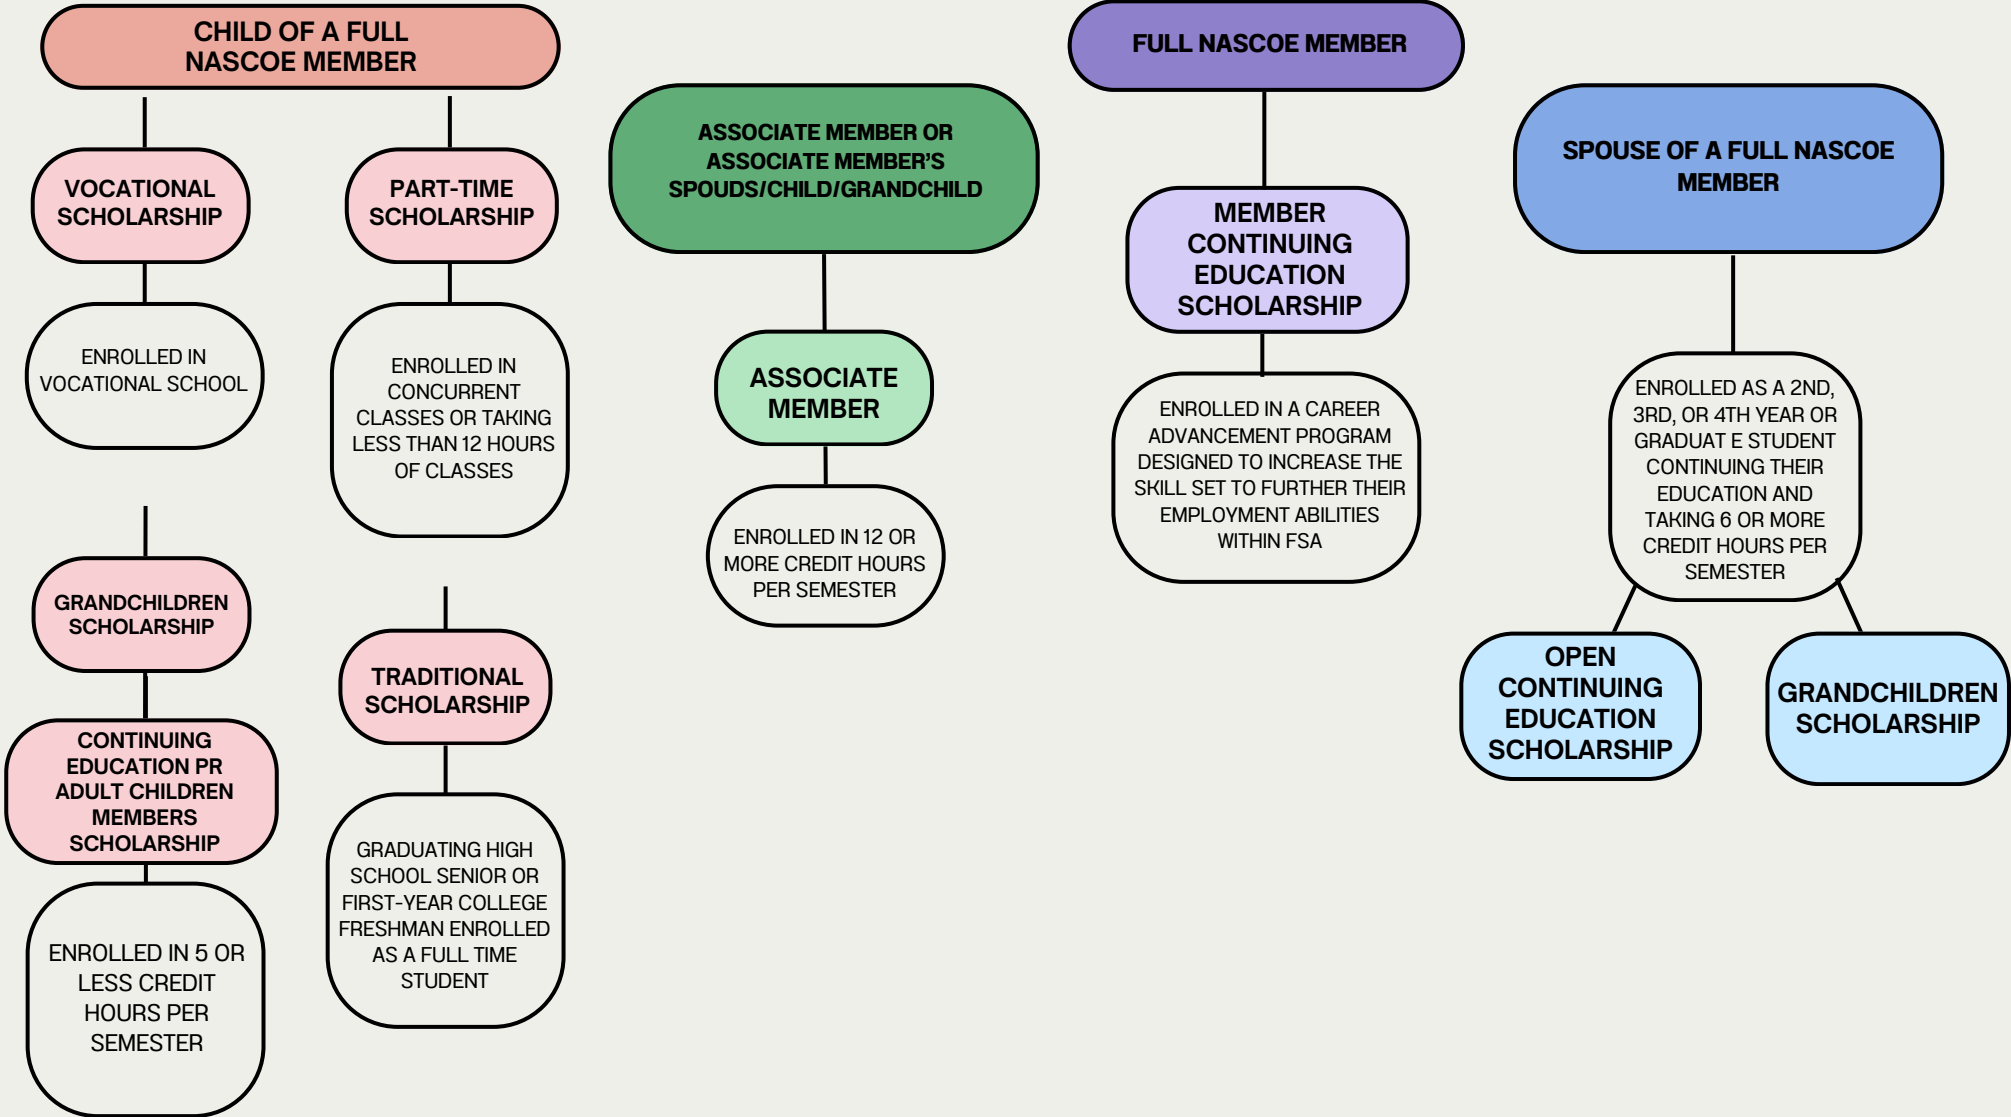 CHILD OF A FULL
NASCOE MEMBER
VOCATIONAL
SCHOLARSHIP
ENROLLED IN
VOCATIONAL SCHOOL
PART-TIME
SCHOLARSHIP
ENROLLED IN
CONCURRENT
CLASSES OR TAKING
LESS THAN 12 HOURS
OF CLASSES
GRANDCHILDREN
SCHOLARSHIP
CONTINUING
EDUCATION PR
ADULT CHILDREN
MEMBERS
SCHOLARSHIP
ENROLLED IN 5 OR
LESS CREDIT
HOURS PER
SEMESTER
TRADITIONAL
SCHOLARSHIP
GRADUATING HIGH
SCHOOL SENIOR OR
FIRST-YEAR COLLEGE
FRESHMAN ENROLLED
AS A FULL TIME
STUDENT
ASSOCIATE MEMBER OR
ASSOCIATE MEMBER'S
SPOUDS/CHILD/GRANDCHILD
ASSOCIATE
MEMBER
ENROLLED IN 12 OR
MORE CREDIT HOURS
PER SEMESTER
FULL NASCOE MEMBER
MEMBER
CONTINUING
EDUCATION
SCHOLARSHIP
ENROLLED IN A CAREER
ADVANCEMENT PROGRAM
DESIGNED TO INCREASE THE
SKILL SET TO FURTHER THEIR
EMPLOYMENT ABILITIES
WITHIN FSA
SPOUSE OF A FULL NASCOE
MEMBER
ENROLLED AS A 2ND,
3RD, OR 4TH YEAR OR
GRADUAT E STUDENT
CONTINUING THEIR
EDUCATION AND
TAKING 6 OR MORE
CREDIT HOURS PER
SEMESTER
OPEN
CONTINUING
EDUCATION
SCHOLARSHIP
GRANDCHILDREN
SCHOLARSHIP